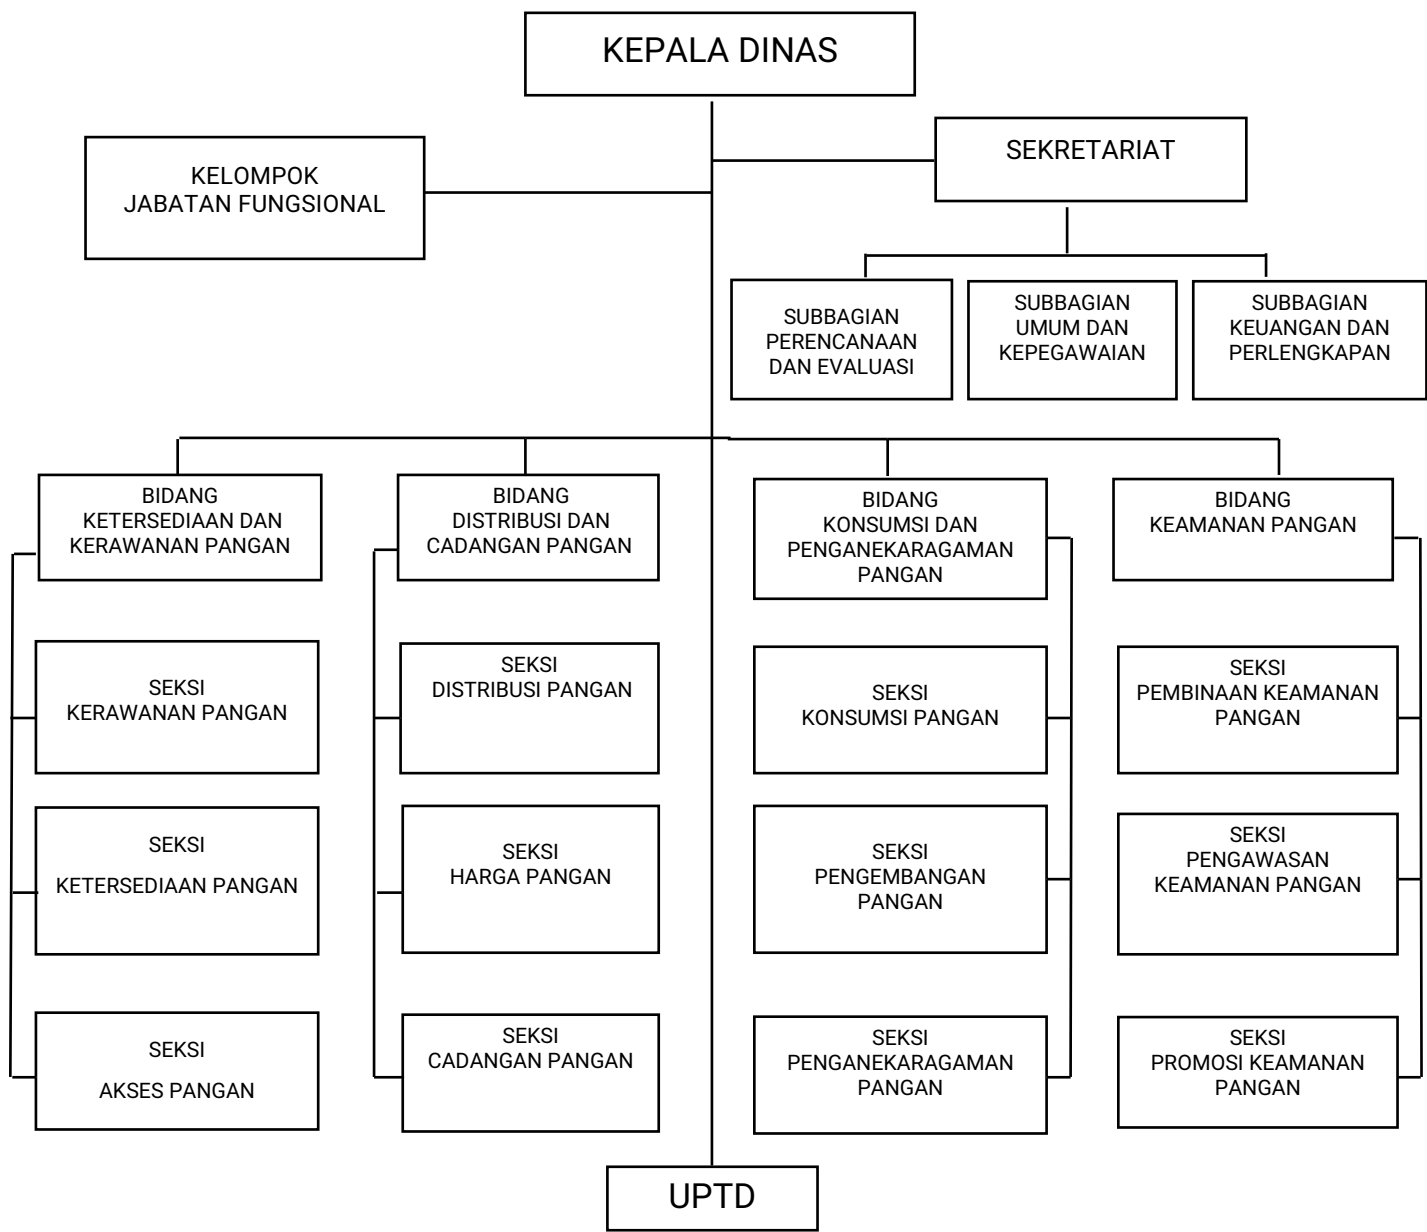 KEPALA DINAS
KELOMPOK
JABATAN FUNGSIONAL
SEKRETARIAT
SUBBAGIAN
PERENCANAAN
DAN EVALUASI
SUBBAGIAN
UMUM DAN
KEPEGAWAIAN
SUBBAGIAN
KEUANGAN DAN
PERLENGKAPAN
BIDANG
KETERSEDIAAN DAN
KERAWANAN PANGAN
BIDANG
DISTRIBUSI DAN
CADANGAN PANGAN
BIDANG
KONSUMSI DAN
PENGANEKARAGAMAN
PANGAN
BIDANG
KEAMANAN PANGAN
SEKSI
KERAWANAN PANGAN
SEKSI
DISTRIBUSI PANGAN
SEKSI
KONSUMSI PANGAN
SEKSI
PEMBINAAN KEAMANAN
PANGAN
SEKSI
KETERSEDIAAN PANGAN
SEKSI
HARGA PANGAN
SEKSI
PENGEMBANGAN
PANGAN
SEKSI
PENGAWASAN
KEAMANAN PANGAN
SEKSI
AKSES PANGAN
SEKSI
CADANGAN PANGAN
SEKSI
PENGANEKARAGAMAN
PANGAN
SEKSI
PROMOSI KEAMANAN
PANGAN
UPTD